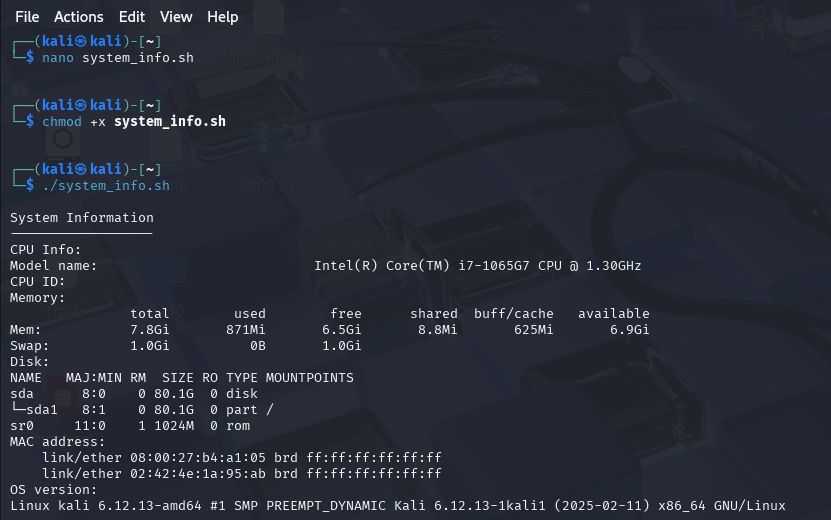 File Actions Edit View Help
┌──(kali㉿kali)-[~]
└─$ nano system_info.sh
┌──(kali㉿kali)-[~]
└─$ chmod +x system_info.sh
┌──(kali㉿kali)-[~]
└─$ ./system_info.sh
System Information
──────────────────
CPU Info:
Model name: Intel(R) Core(TM) i7-1065G7 CPU @ 1.30GHz
CPU ID:
Memory:
total used free shared buff/cache available
Mem: 7.8Gi 871Mi 6.5Gi 8.8Mi 625Mi 6.9Gi
Swap: 1.0Gi 0B 1.0Gi
Disk:
NAME MAJ:MIN RM SIZE RO TYPE MOUNTPOINTS
sda 8:0 0 80.1G 0 disk
└─sda1 8:1 0 80.1G 0 part /
sr0 11:0 1 1024M 0 rom
MAC address:
link/ether 08:00:27:b4:a1:05 brd ff:ff:ff:ff:ff:ff
link/ether 02:42:4e:1a:95:ab brd ff:ff:ff:ff:ff:ff
OS version:
Linux kali 6.12.13-amd64 #1 SMP PREEMPT_DYNAMIC Kali 6.12.13-1kali1 (2025-02-11) x86_64 GNU/Linux